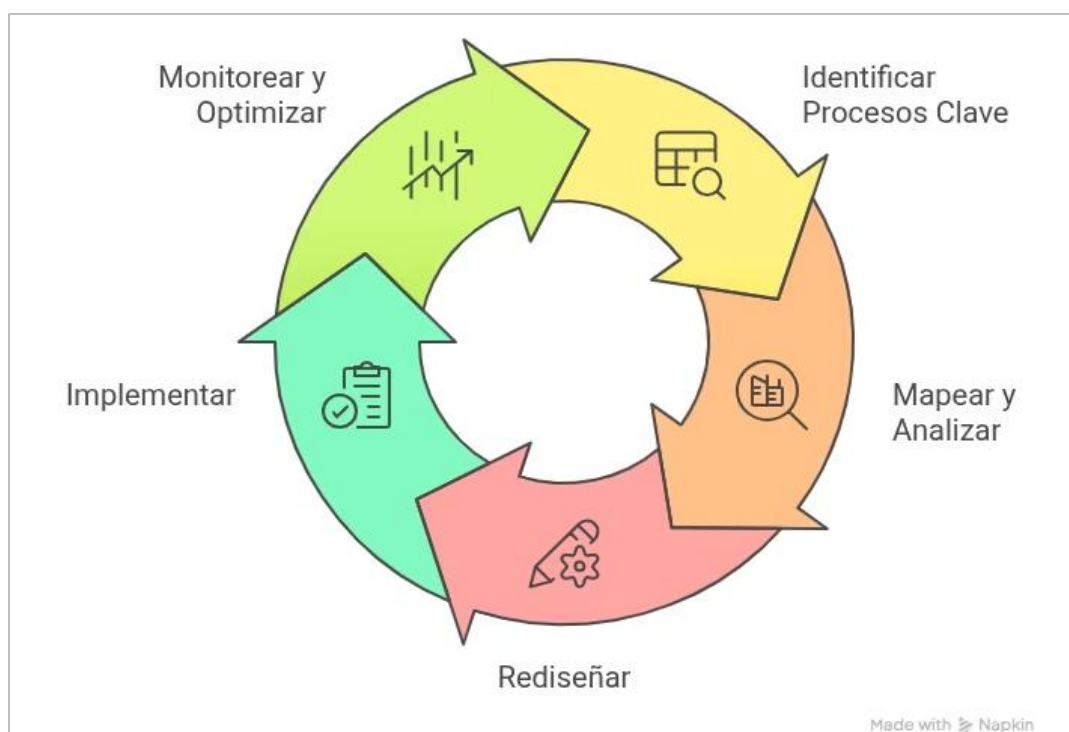 Monitorear y
Optimizar
Identificar
Procesos Clave
Implementar
Mapear y
Analizar
Rediseñar
Made with Napkin